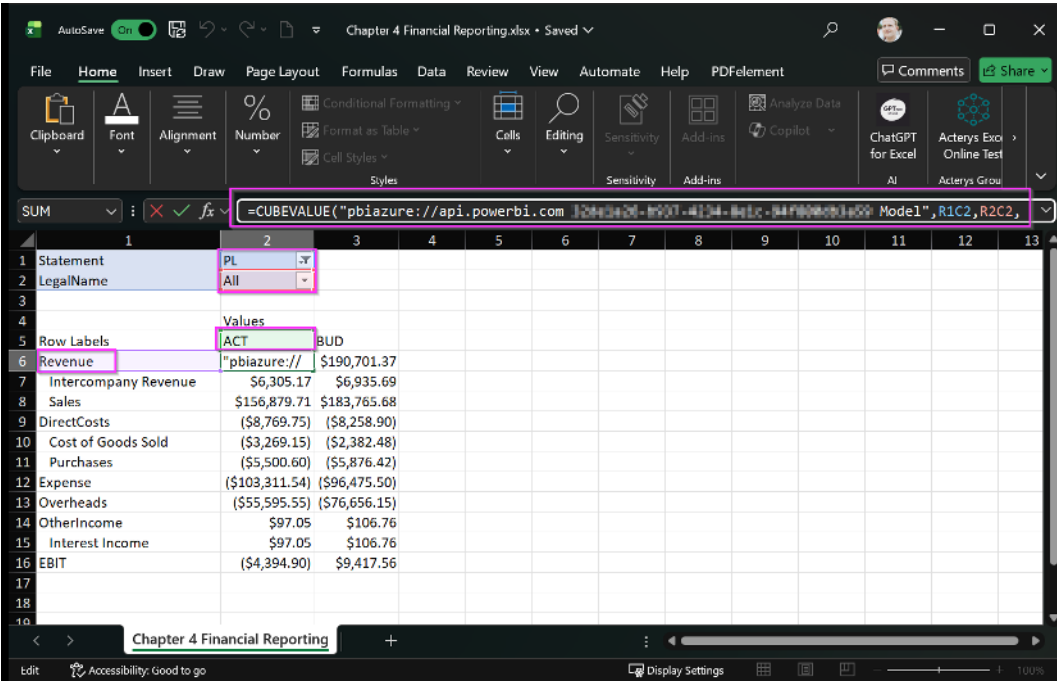 AutoSave On Chapter 4 Financial Reporting.xlsx • Saved
File Home Insert Draw Page Layout Formulas Data Review View Automate Help PDFelement Comments Share
Clipboard Font Alignment Number Conditional Formatting Format as Table Cell Styles Cells Editing Sensitivity Add-ins Analyze Data Copilot ChatGPT for Excel Acterys Exc Online Test
Styles Sensitivity Add-ins AI Acterys Grou
SUM fx =CUBEVALUE("pbiazure://api.powerbi.com Model",R1C2,R2C2,
1 2 3 4 5 6 7 8 9 10 11 12 13
1 Statement PL
2 LegalName All
3
4 Values
5 Row Labels ACT BUD
6 Revenue "pbiazure:// $190,701.37
7 Intercompany Revenue $6,305.17 $6,935.69
8 Sales $156,879.71 $183,765.68
9 DirectCosts ($8,769.75) ($8,258.90)
10 Cost of Goods Sold ($3,269.15) ($2,382.48)
11 Purchases ($5,500.60) ($5,876.42)
12 Expense ($103,311.54) ($96,475.50)
13 Overheads ($55,595.55) ($76,656.15)
14 OtherIncome $97.05 $106.76
15 Interest Income $97.05 $106.76
16 EBIT ($4,394.90) $9,417.56
17
18
19
Chapter 4 Financial Reporting
Edit Accessibility: Good to go Display Settings 100%